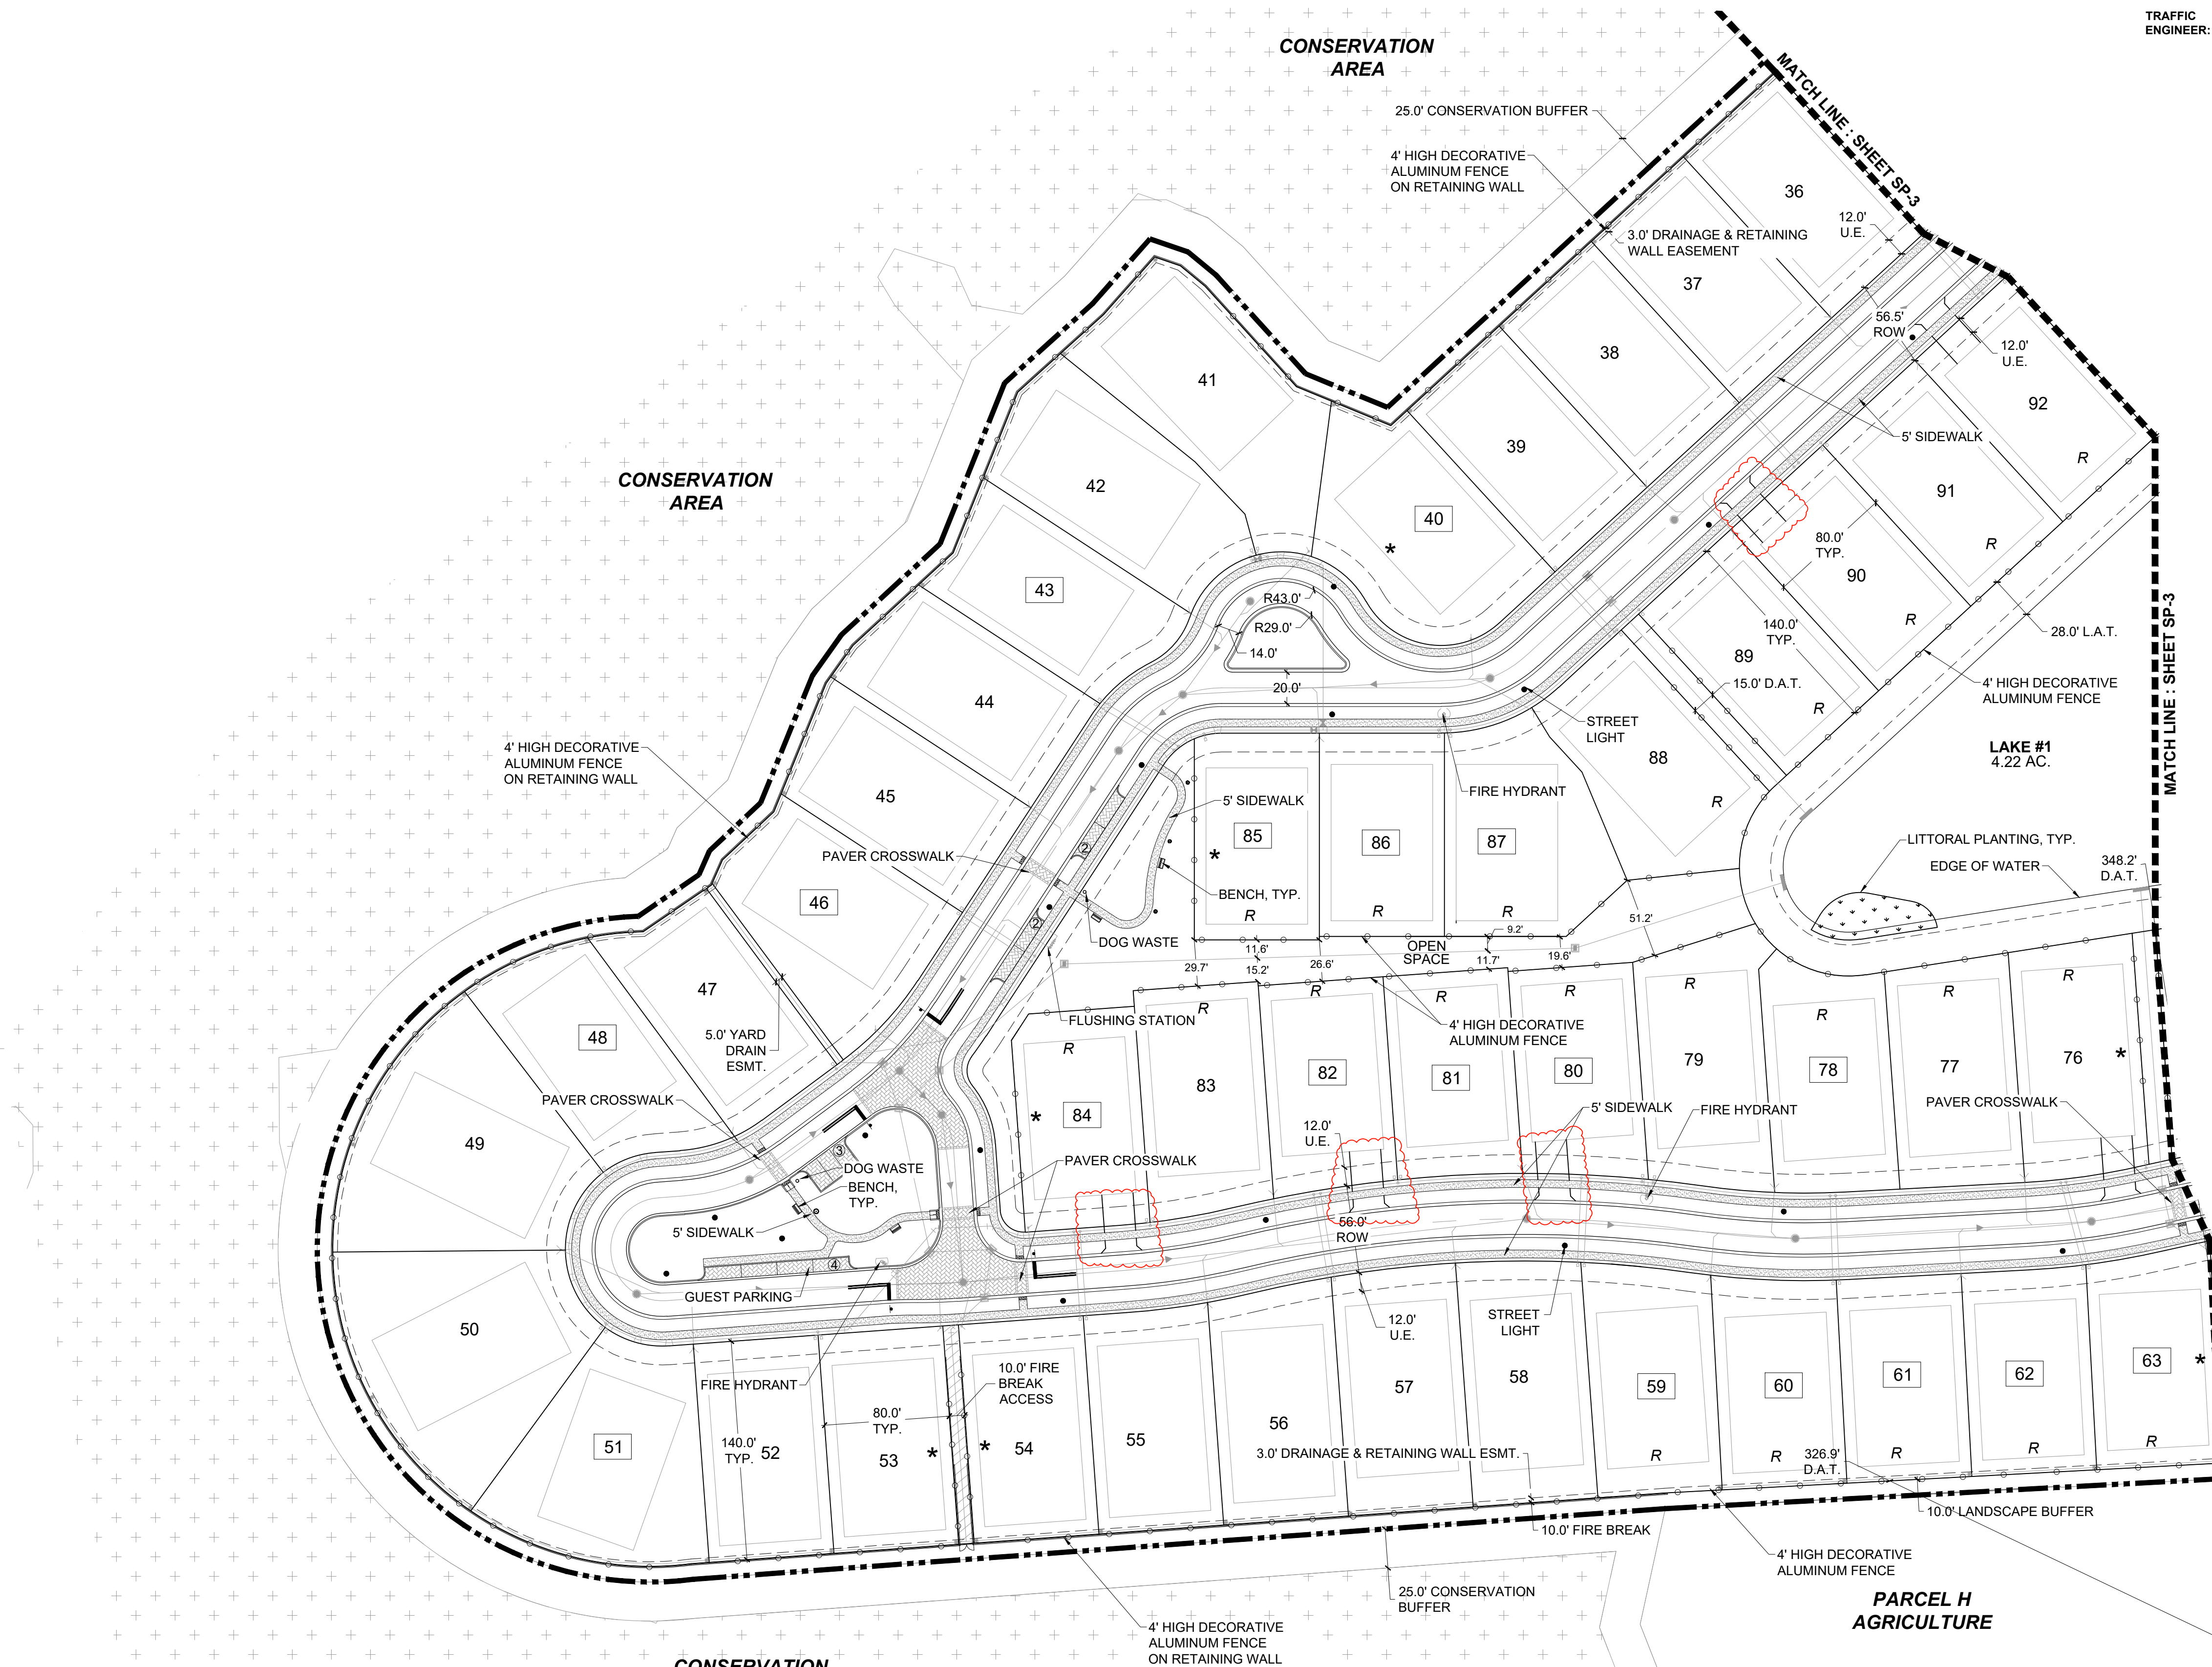 TRAFFIC
ENGINEER:
CONSERVATION
AREA
MATCH LINE : SHEET SP-3
25.0' CONSERVATION BUFFER
4' HIGH DECORATIVE
ALUMINUM FENCE
ON RETAINING WALL
36
12.0'
U.E.
3.0' DRAINAGE & RETAINING
WALL EASEMENT
37
56.5'
ROW
12.0'
U.E.
38
41
92
R
39
5' SIDEWALK
CONSERVATION
AREA
42
91
R
40
*
80.0'
TYP.
90
R
43
R43.0'
R29.0'
14.0'
20.0'
140.0'
TYP.
28.0' L.A.T.
89
R
15.0' D.A.T.
4' HIGH DECORATIVE
ALUMINUM FENCE
MATCH LINE : SHEET SP-3
44
STREET
LIGHT
LAKE #1
4.22 AC.
88
R
4' HIGH DECORATIVE
ALUMINUM FENCE
ON RETAINING WALL
45
5' SIDEWALK
FIRE HYDRANT
85
*
R
86
R
87
R
2
PAVER CROSSWALK
LITTORAL PLANTING, TYP.
EDGE OF WATER
348.2'
D.A.T.
46
BENCH, TYP.
2
DOG WASTE
OPEN
SPACE
9.2'
51.2'
11.6'
29.7'
15.2'
26.6'
11.7'
19.6'
47
48
5.0' YARD
DRAIN
ESMT.
FLUSHING STATION
4' HIGH DECORATIVE
ALUMINUM FENCE
R
84
*
R
83
R
82
R
81
R
80
R
79
R
78
R
77
R
76
*
PAVER CROSSWALK
49
3
DOG WASTE
BENCH,
TYP.
5' SIDEWALK
PAVER CROSSWALK
12.0'
U.E.
5' SIDEWALK
FIRE HYDRANT
PAVER CROSSWALK
56.0'
ROW
4
GUEST PARKING
50
12.0'
U.E.
STREET
LIGHT
FIRE HYDRANT
10.0' FIRE
BREAK
ACCESS
80.0'
TYP.
140.0'
TYP.
51
52
53
*
*
54
55
56
57
58
59
R
60
R
61
R
62
R
63
*
R
3.0' DRAINAGE & RETAINING WALL ESMT.
326.9'
D.A.T.
10.0' LANDSCAPE BUFFER
10.0' FIRE BREAK
4' HIGH DECORATIVE
ALUMINUM FENCE
25.0' CONSERVATION
BUFFER
PARCEL H
AGRICULTURE
4' HIGH DECORATIVE
ALUMINUM FENCE
ON RETAINING WALL
CONSERVATION